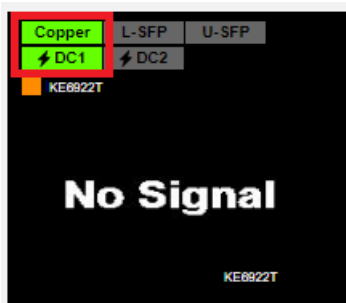 Copper L-SFP U-SFP
DC1 DC2
KE6922T
No Signal
KE6922T